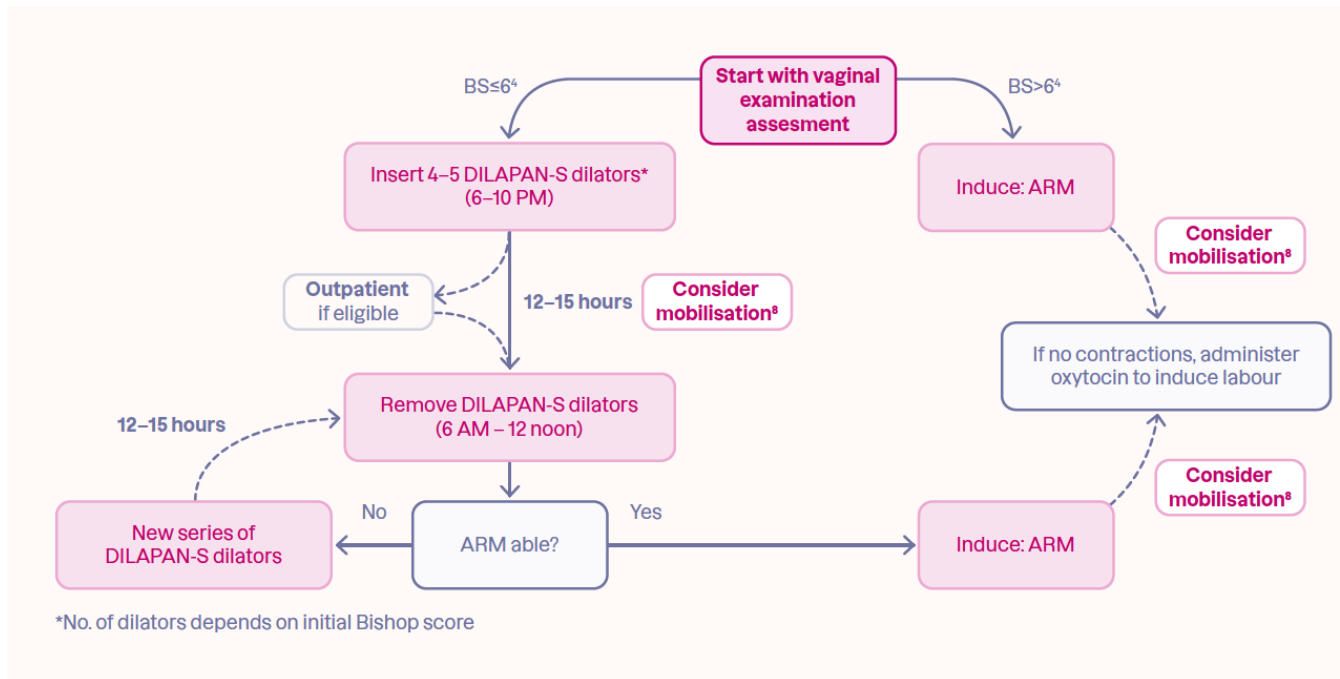 Start with vaginal
examination
assesment
BS≤6⁴
BS>6⁴
Insert 4–5 DILAPAN-S dilators*
(6–10 PM)
Induce: ARM
Consider
mobilisation⁸
Outpatient
if eligible
12–15 hours
Consider
mobilisation⁸
If no contractions, administer
oxytocin to induce labour
Remove DILAPAN-S dilators
(6 AM – 12 noon)
12–15 hours
Consider
mobilisation⁸
No
Yes
New series of
DILAPAN-S dilators
ARM able?
Induce: ARM
*No. of dilators depends on initial Bishop score